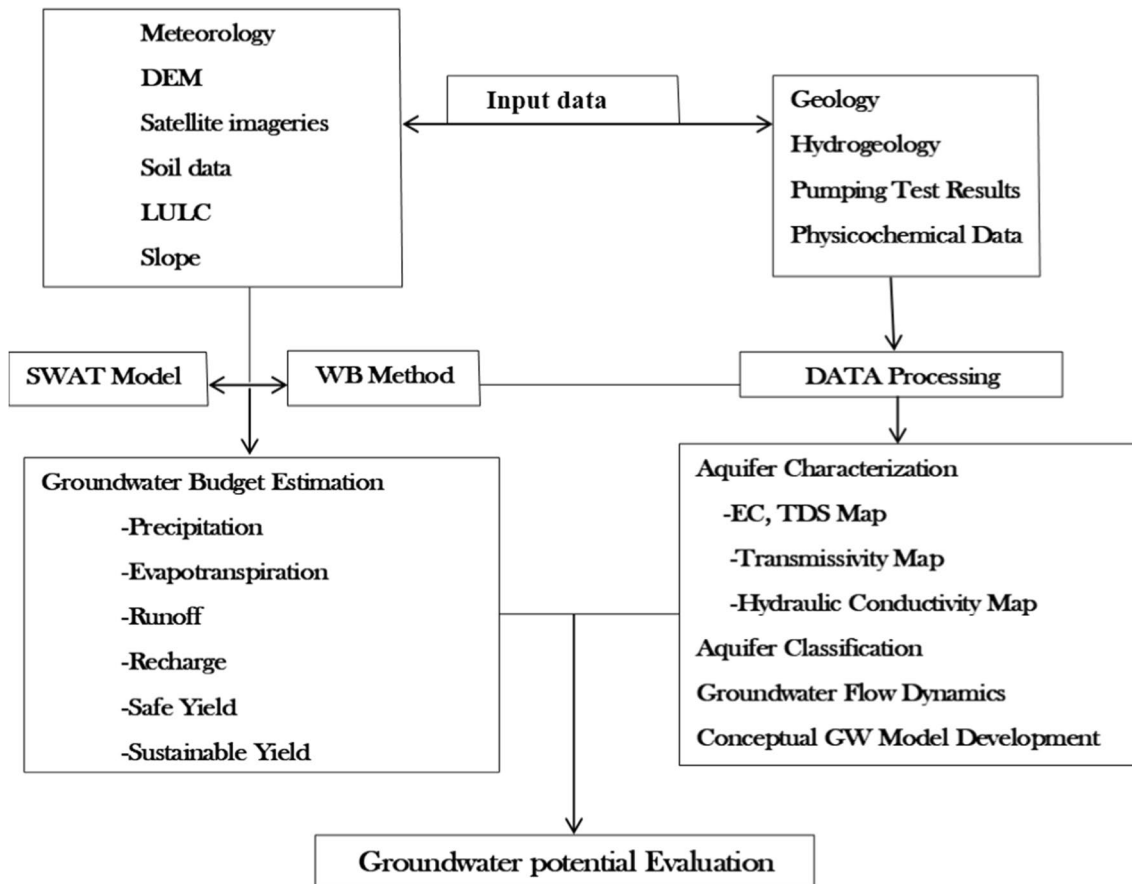 Meteorology
DEM
Satellite imageries
Soil data
LULC
Slope
Input data
Geology
Hydrogeology
Pumping Test Results
Physicochemical Data
SWAT Model
WB Method
DATA Processing
Groundwater Budget Estimation
-Precipitation
-Evapotranspiration
-Runoff
-Recharge
-Safe Yield
-Sustainable Yield
Aquifer Characterization
-EC, TDS Map
-Transmissivity Map
-Hydraulic Conductivity Map
Aquifer Classification
Groundwater Flow Dynamics
Conceptual GW Model Development
Groundwater potential Evaluation